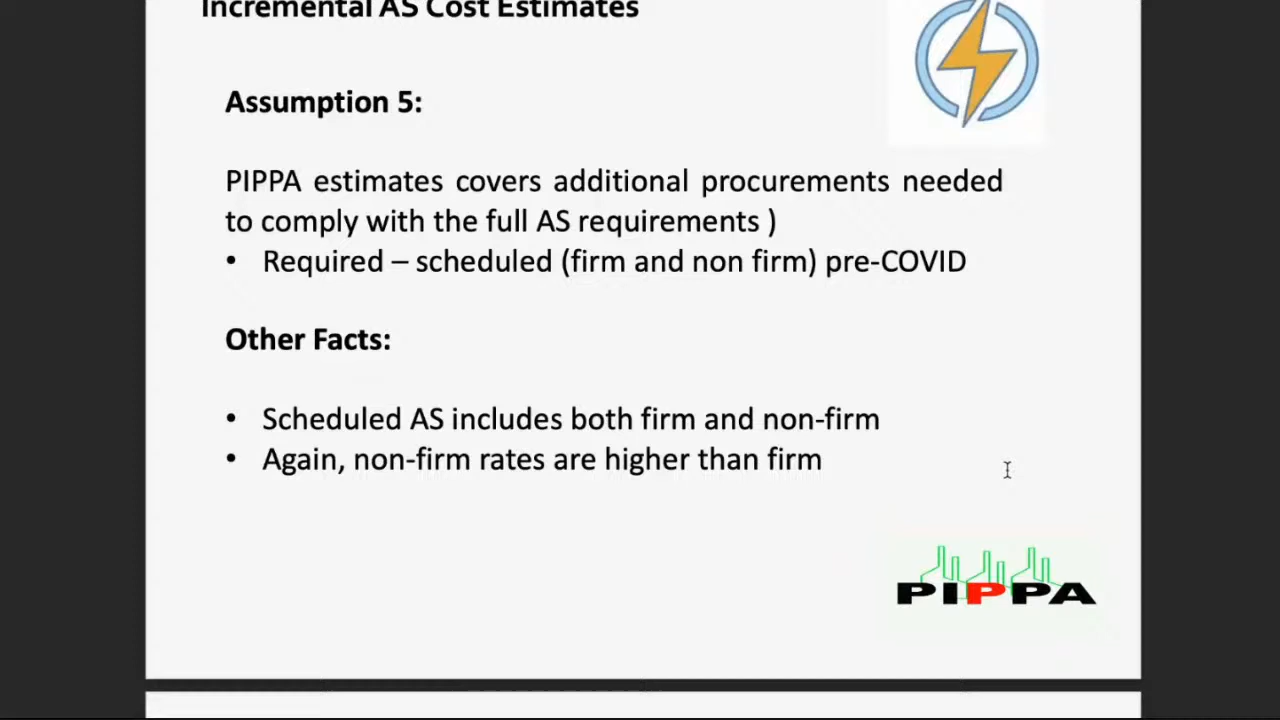 Incremental AS Cost Estimates
Assumption 5:
PIPPA estimates covers additional procurements needed
to comply with the full AS requirements )
• Required – scheduled (firm and non firm) pre-COVID
Other Facts:
• Scheduled AS includes both firm and non-firm
• Again, non-firm rates are higher than firm
PIPPA